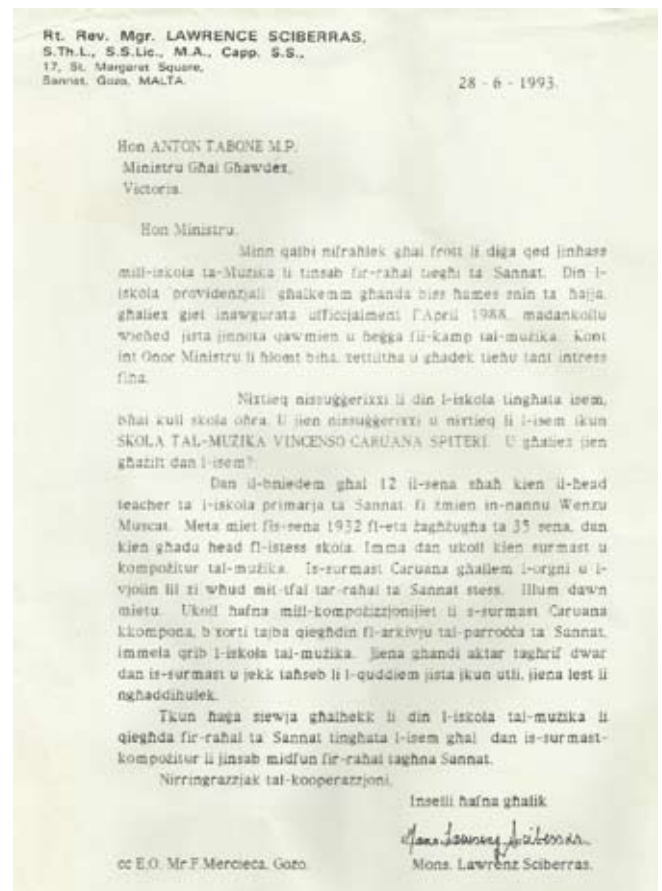 Rt. Rev. Mgr. LAWRENCE SCIBERRAS,
S.Th.L., S.S.Lic., M.A., Capp. S.S.,
17, St. Margaret Square,
Sannat, Gozo, MALTA.
28 - 6 - 1993.
Hon ANTON TABONE M.P.
Ministru Għal Għawdex,
Victoria.
Hon Ministru,
Minn qalbi nifraħlek għal frott li diga qed jinħass
mill-iskola ta-Mużika li tinsab fir-raħal tiegħi ta Sannat. Din l-
iskola providenzjali għalkemm għanda biss ħames snin ta ħajja,
għaliex giet inawgurata ufficjalment f'April 1988, madankollu
wieħed jista jinnota qawmien u ħeġġa fil-kamp tal-mużika. Kont
int Onor Ministru li ħlomt biha, zettiltha u għadek tieħu tant intress
fiha.
Nixtieq nissuġġerixxi li din l-iskola tingħata isem,
bħal kull skola oħra. U jien nissuġġerixxi u nixtieq li l-isem ikun
SKOLA TAL-MUŻIKA VINCENSO CARUANA SPITERI. U għaliex jien
għażilt dan l-isem?
Dan il-bniedem għal 12 il-sena sħaħ kien il-head
teacher ta l-iskola primarja ta Sannat fi żmien in-nannu Wenzu
Muscat. Meta miet fis-sena 1932 fl-eta żagħżugħa ta 35 sena, dan
kien għadu head fl-istess skola. Imma dan ukoll kien surmast u
kompożitur tal-mużika. Is-surmast Caruana għallem l-orgni u l-
vjolin lil xi wħud mit-tfal tar-raħal ta Sannat stess. Illum dawn
mietu. Ukoll ħafna mill-kompożizzjonijiet li s-surmast Caruana
kkompona, b'xorti tajba qiegħdin fl-arkivju tal-parroċċa ta Sannat,
immela qrib l-iskola tal-mużika. Jiena għandi aktar tagħrif dwar
dan is-surmast u jekk taħseb li l-quddiem jista jkun utli, jiena lest li
ngħaddihulek.
Tkun ħaġa siewja għalhekk li din l-iskola tal-mużika li
qiegħda fir-raħal ta Sannat tingħata l-isem għal dan is-surmast-
kompożitur li jinsab midfun fir-raħal tagħna Sannat.
Nirringrazzjak tal-kooperazzjoni,
Inselli ħafna għalik
Mons. Lawrenz Sciberras
cc E.O. Mr.F.Mercieca, Gozo.
Mons. Lawrenz Sciberras.